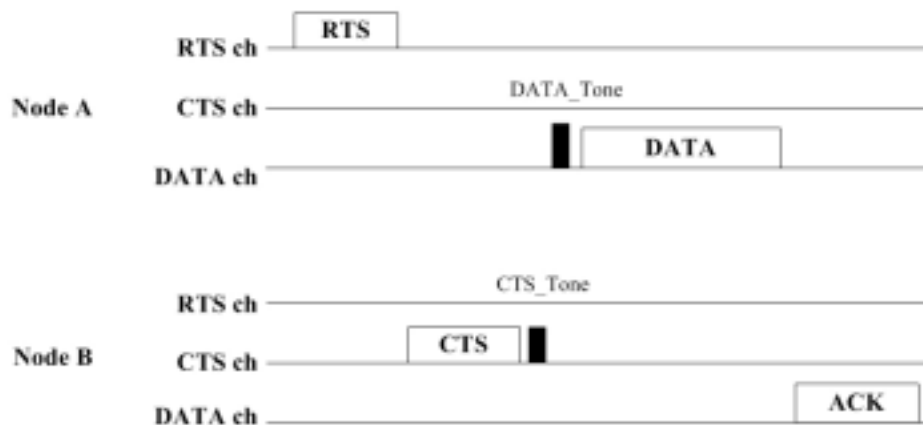 RTS
RTS ch
DATA_Tone
Node A
CTS ch
DATA
DATA ch
CTS_Tone
RTS ch
CTS
Node B
CTS ch
ACK
DATA ch